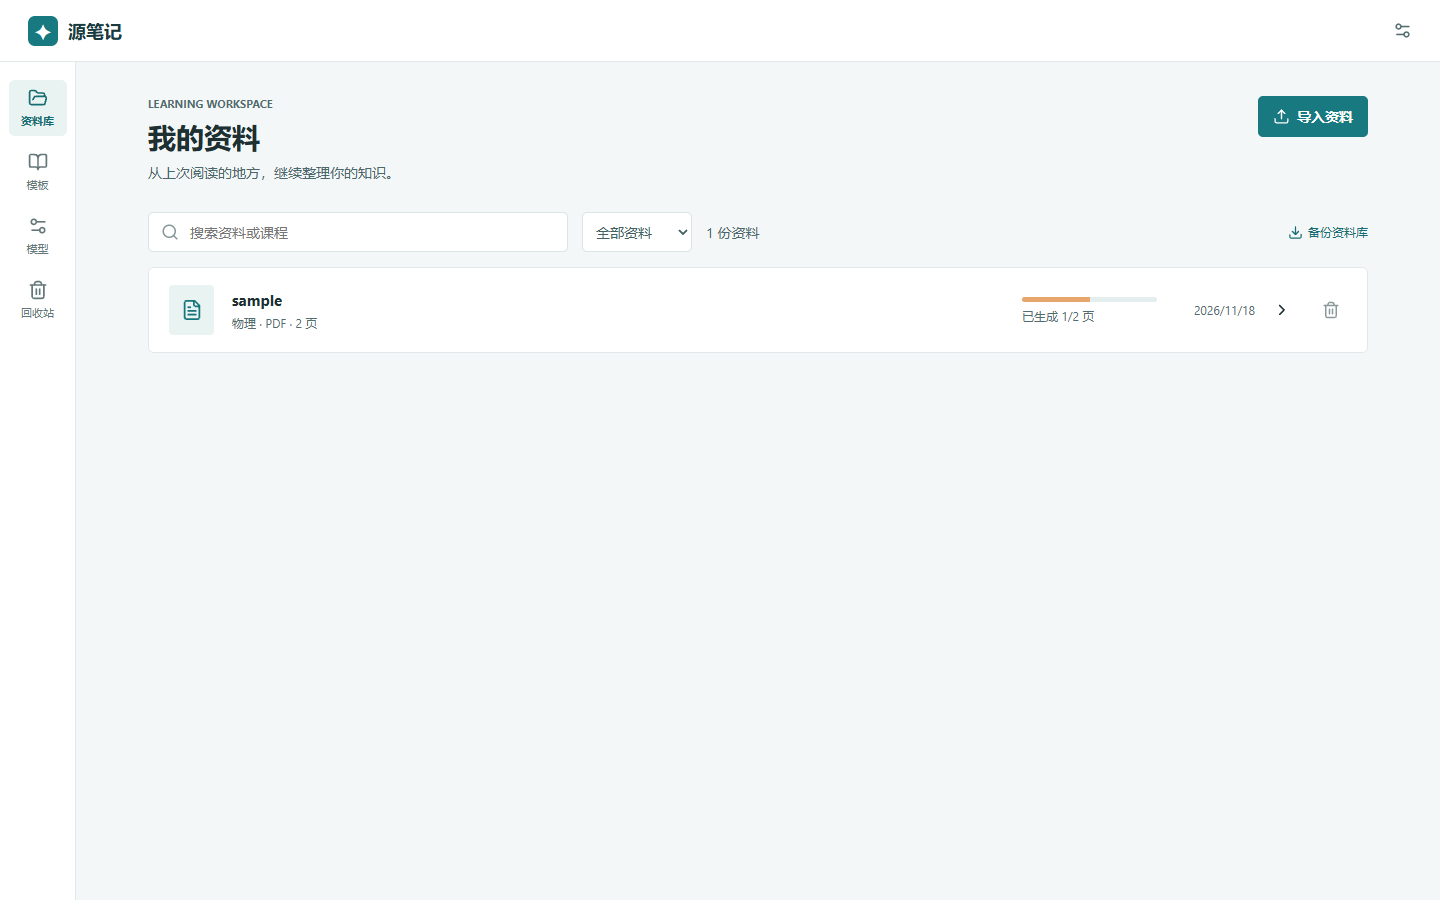 源笔记
资料库
模板
模型
回收站
LEARNING WORKSPACE
我的资料
从上次阅读的地方，继续整理你的知识。
导入资料
搜索资料或课程
全部资料
1 份资料
备份资料库
sample
物理 · PDF · 2 页
已生成 1/2 页
2026/11/18